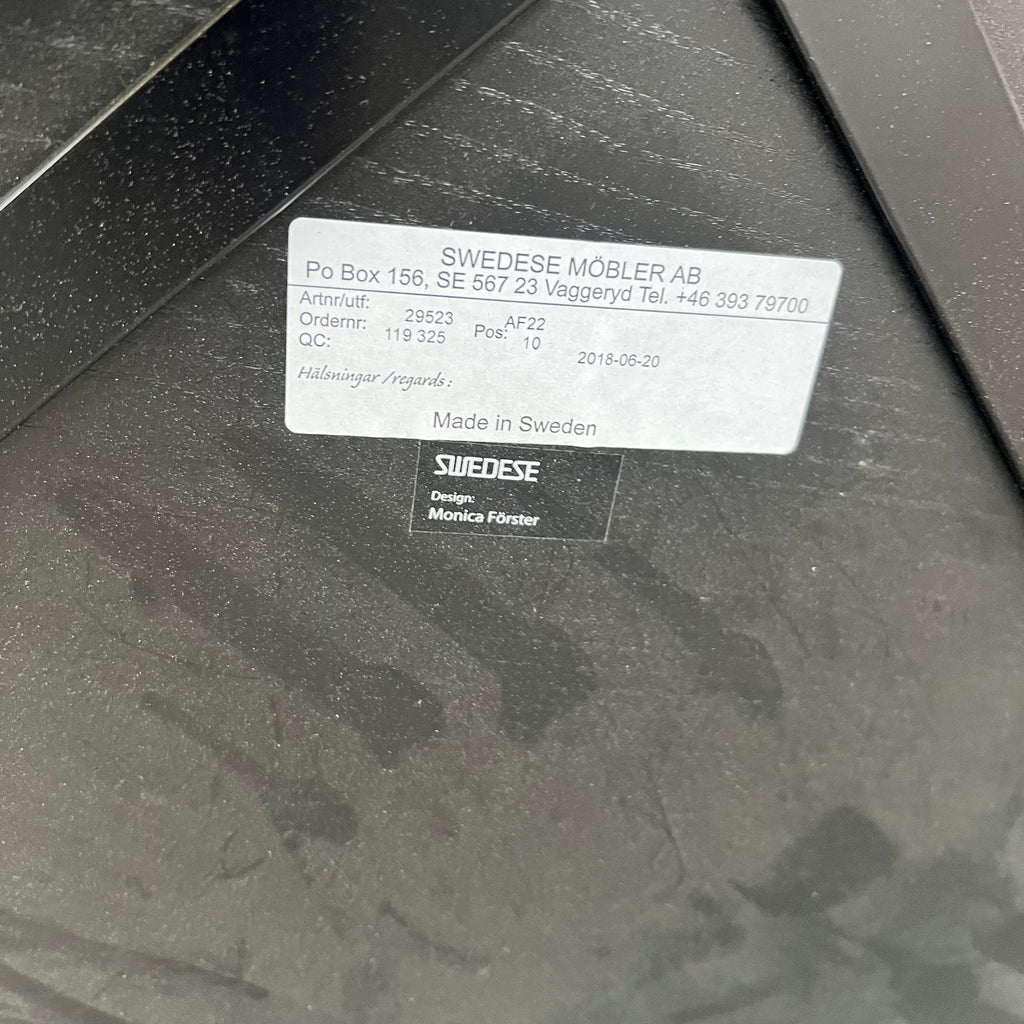 SWEDESE MÖBLER AB
Po Box 156, SE 567 23 Vaggeryd Tel. +46 393 79700
Artnr/utf: 29523 AF22
Ordernr: 119 325 Pos: 10
QC: 2018-06-20
Hälsningar /regards:
Made in Sweden
SWEDESE
Design:
Monica Förster